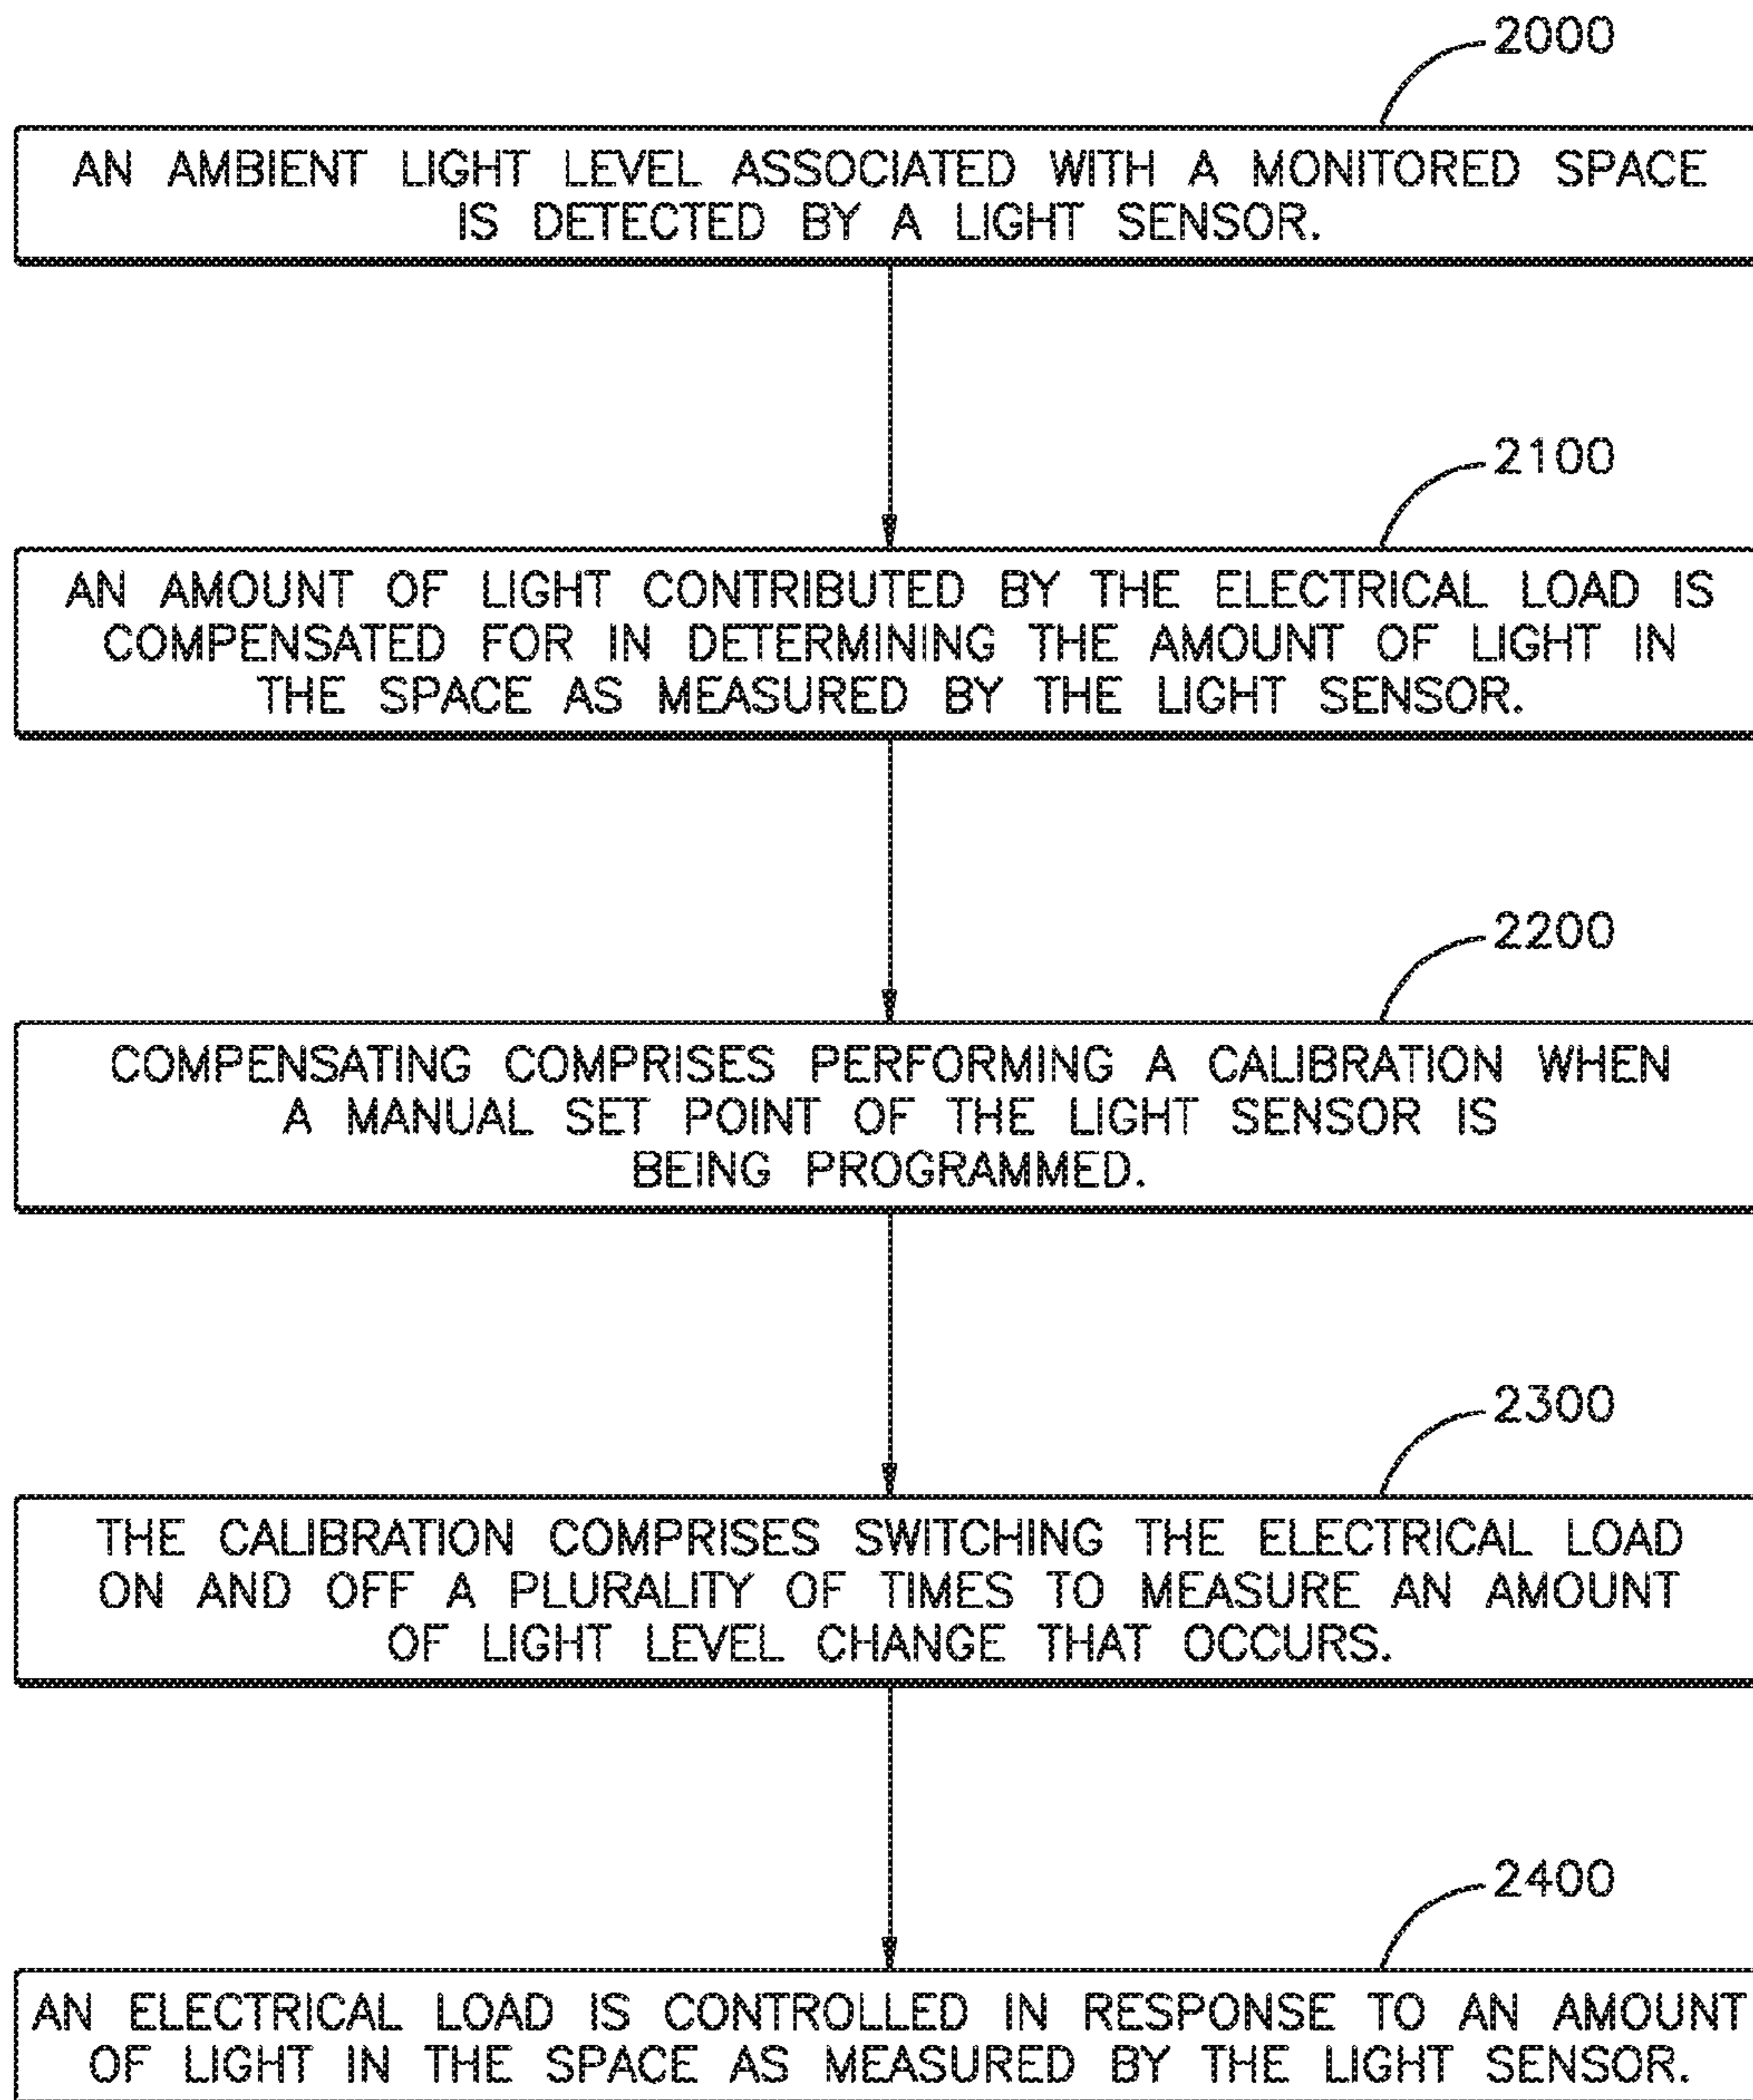 2000
AN AMBIENT LIGHT LEVEL ASSOCIATED WITH A MONITORED SPACE
IS DETECTED BY A LIGHT SENSOR.
2100
AN AMOUNT OF LIGHT CONTRIBUTED BY THE ELECTRICAL LOAD IS
COMPENSATED FOR IN DETERMINING THE AMOUNT OF LIGHT IN
THE SPACE AS MEASURED BY THE LIGHT SENSOR.
2200
COMPENSATING COMPRISES PERFORMING A CALIBRATION WHEN
A MANUAL SET POINT OF THE LIGHT SENSOR IS
BEING PROGRAMMED.
2300
THE CALIBRATION COMPRISES SWITCHING THE ELECTRICAL LOAD
ON AND OFF A PLURALITY OF TIMES TO MEASURE AN AMOUNT
OF LIGHT LEVEL CHANGE THAT OCCURS.
2400
AN ELECTRICAL LOAD IS CONTROLLED IN RESPONSE TO AN AMOUNT
OF LIGHT IN THE SPACE AS MEASURED BY THE LIGHT SENSOR.